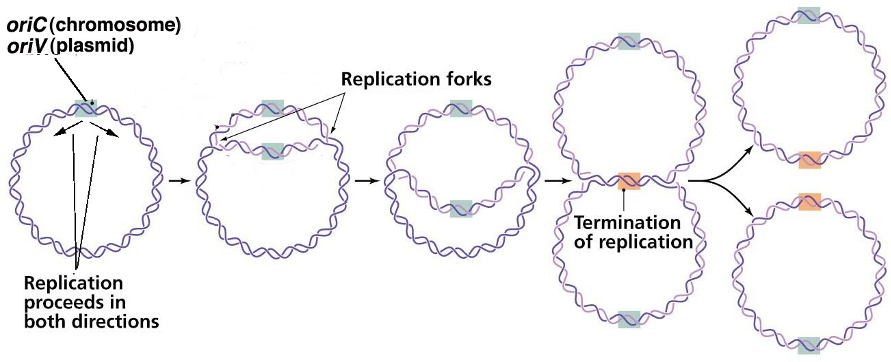 oriC (chromosome)
oriV (plasmid)
Replication forks
Termination
of replication
Replication
proceeds in
both directions